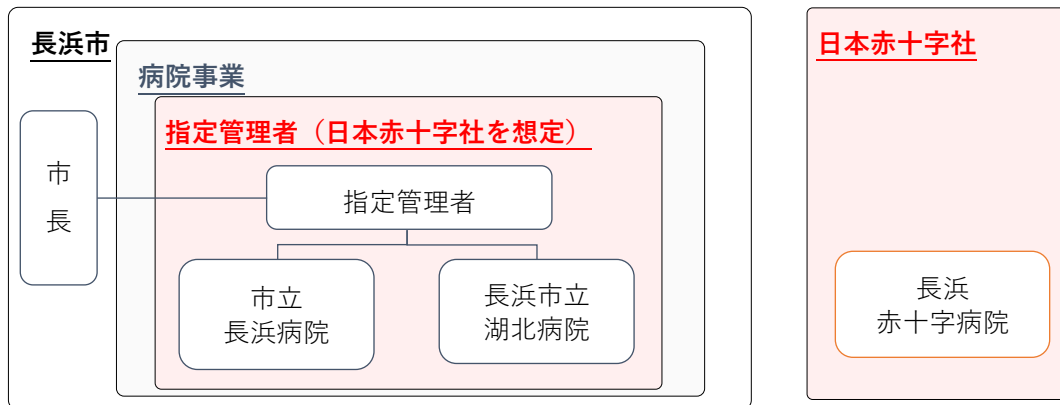 長浜市
病院事業
指定管理者（日本赤十字社を想定）
市
長
指定管理者
市立
長浜病院
長浜市立
湖北病院
日本赤十字社
長浜
赤十字病院